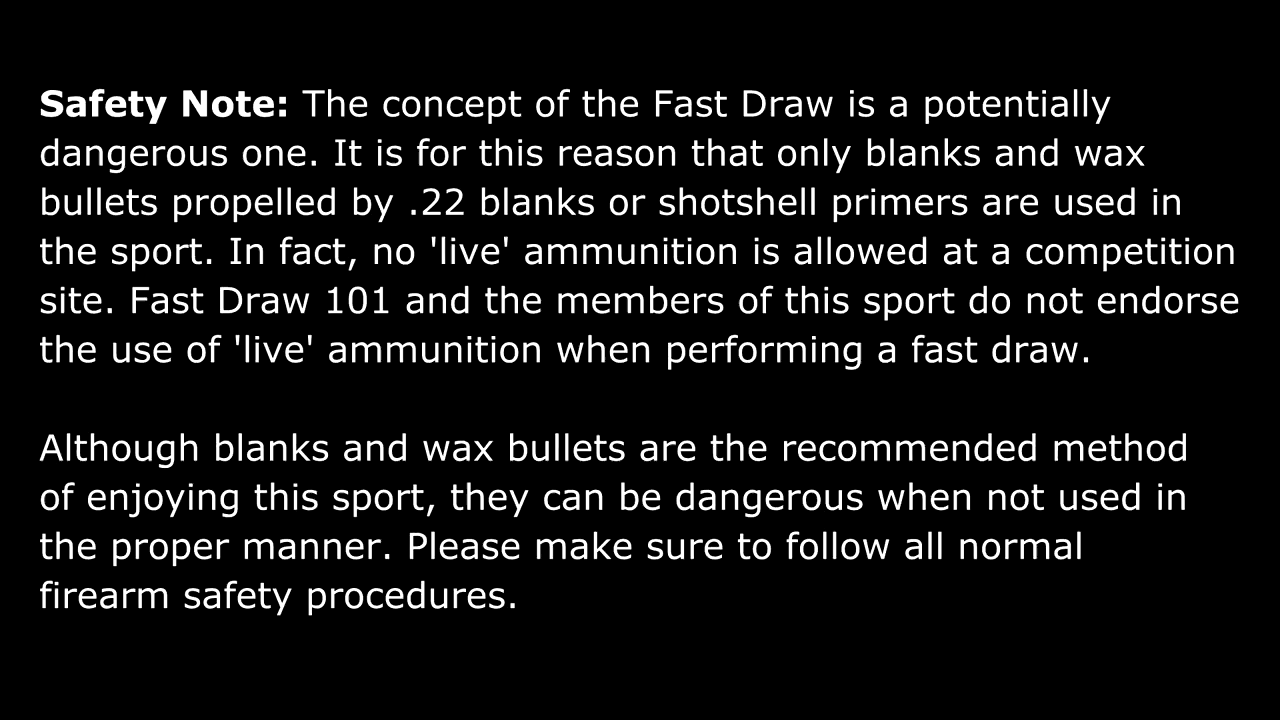 Safety Note: The concept of the Fast Draw is a potentially
dangerous one. It is for this reason that only blanks and wax
bullets propelled by .22 blanks or shotshell primers are used in
the sport. In fact, no 'live' ammunition is allowed at a competition
site. Fast Draw 101 and the members of this sport do not endorse
the use of 'live' ammunition when performing a fast draw.
Although blanks and wax bullets are the recommended method
of enjoying this sport, they can be dangerous when not used in
the proper manner. Please make sure to follow all normal
firearm safety procedures.